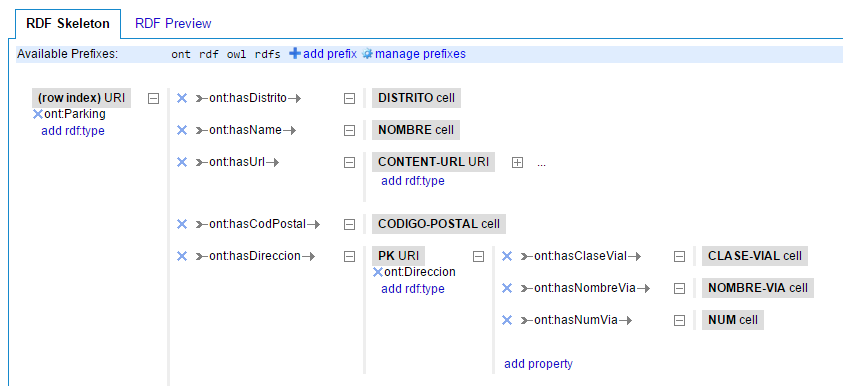 RDF Skeleton RDF Preview
Available Prefixes: ont rdf owl rdfs add prefix manage prefixes
(row index) URI ont:hasDistrito DISTRITO cell
ont:Parking
add rdf:type ont:hasName NOMBRE cell
ont:hasUrl CONTENT-URL URI ...
add rdf:type
ont:hasCodPostal CODIGO-POSTAL cell
ont:hasDireccion PK URI ont:hasClaseVial CLASE-VIAL cell
ont:Direccion
add rdf:type ont:hasNombreVia NOMBRE-VIA cell
ont:hasNumVia NUM cell
add property